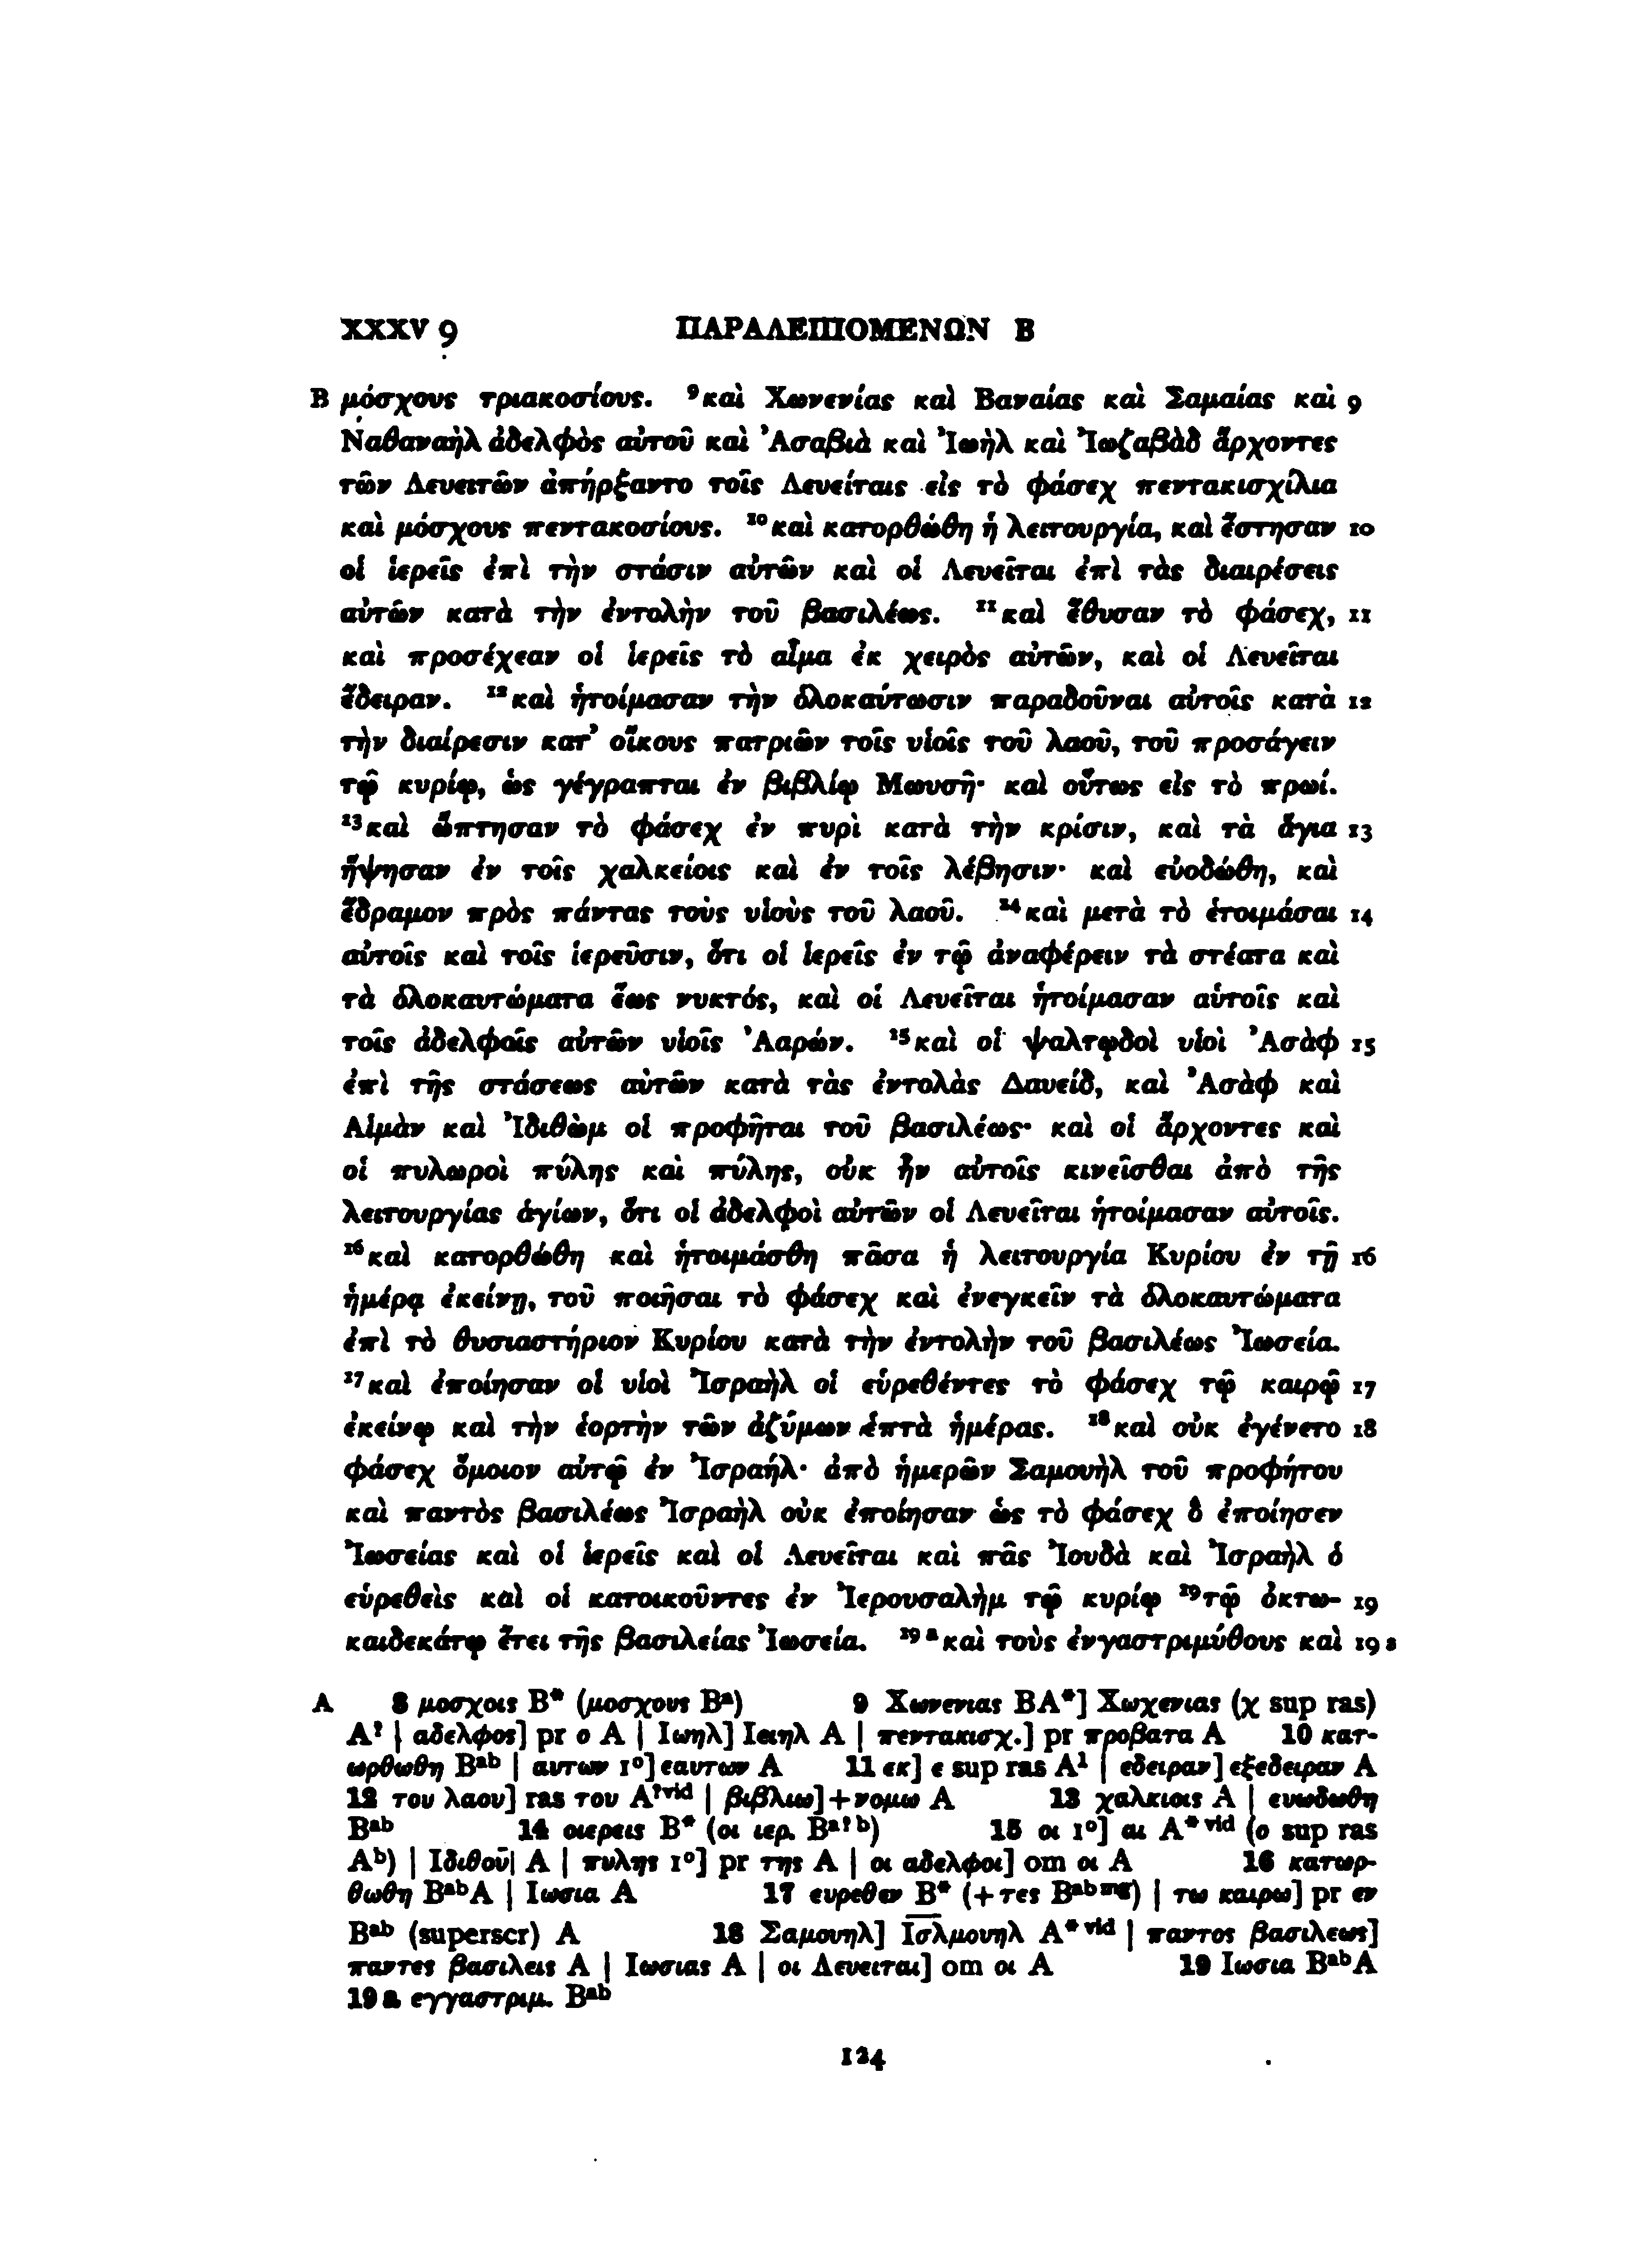 XXXV 9 ΠΑΡΑΛΕΙΠΟΜΕΝΩΝ Β
B μόσχους τριακοσίους. ⁹καὶ Χωνενίας καὶ Βαναίας καὶ Σαμαίας καὶ 9
Ναθαναὴλ ἀδελφὸς αὐτοῦ καὶ Ἀσαβιὰ καὶ Ἰωὴλ καὶ Ἰωζαβὰδ ἄρχοντες
τῶν Λευειτῶν ἀπήρξαντο τοῖς Λευείταις εἰς τὸ φάσεχ πεντακισχίλια
καὶ μόσχους πεντακοσίους. ¹⁰καὶ κατορθώθη ἡ λειτουργία, καὶ ἔστησαν 10
οἱ ἱερεῖς ἐπὶ τὴν στάσιν αὐτῶν καὶ οἱ Λευεῖται ἐπὶ τὰς διαιρέσεις
αὐτῶν κατὰ τὴν ἐντολὴν τοῦ βασιλέως. ¹¹καὶ ἔθυσαν τὸ φάσεχ, 11
καὶ προσέχεαν οἱ ἱερεῖς τὸ αἷμα ἐκ χειρὸς αὐτῶν, καὶ οἱ Λευεῖται
ἔδειραν. ¹²καὶ ἡτοίμασαν τὴν ὁλοκαύτωσιν παραδοῦναι αὐτοῖς κατὰ 12
τὴν διαίρεσιν κατ᾽ οἴκους πατριῶν τοῖς υἱοῖς τοῦ λαοῦ, τοῦ προσάγειν
τῷ κυρίῳ, ὡς γέγραπται ἐν βιβλίῳ Μωυσῆ· καὶ οὕτως εἰς τὸ πρωί.
¹³καὶ ὤπτησαν τὸ φάσεχ ἐν πυρὶ κατὰ τὴν κρίσιν, καὶ τὰ ἅγια 13
ἥψησαν ἐν τοῖς χαλκείοις καὶ ἐν τοῖς λέβησιν· καὶ εὐοδώθη, καὶ
ἔδραμον πρὸς πάντας τοὺς υἱοὺς τοῦ λαοῦ. ¹⁴καὶ μετὰ τὸ ἑτοιμάσαι 14
αὐτοῖς καὶ τοῖς ἱερεῦσιν, ὅτι οἱ ἱερεῖς ἐν τῷ ἀναφέρειν τὰ στέατα καὶ
τὰ ὁλοκαυτώματα ἕως νυκτός, καὶ οἱ Λευεῖται ἡτοίμασαν αὑτοῖς καὶ
τοῖς ἀδελφοῖς αὐτῶν υἱοῖς Ἀαρών. ¹⁵καὶ οἱ ψαλτῳδοὶ υἱοὶ Ἀσὰφ 15
ἐπὶ τῆς στάσεως αὐτῶν κατὰ τὰς ἐντολὰς Δαυείδ, καὶ Ἀσὰφ καὶ
Αἱμὰν καὶ Ἰδιθὼμ οἱ προφῆται τοῦ βασιλέως· καὶ οἱ ἄρχοντες καὶ
οἱ πυλωροὶ πύλης καὶ πύλης, οὐκ ἦν αὐτοῖς κινεῖσθαι ἀπὸ τῆς
λειτουργίας ἁγίων, ὅτι οἱ ἀδελφοὶ αὐτῶν οἱ Λευεῖται ἡτοίμασαν αὐτοῖς.
¹⁶καὶ κατορθώθη καὶ ἡτοιμάσθη πᾶσα ἡ λειτουργία Κυρίου ἐν τῇ 16
ἡμέρᾳ ἐκείνῃ, τοῦ ποιῆσαι τὸ φάσεχ καὶ ἐνεγκεῖν τὰ ὁλοκαυτώματα
ἐπὶ τὸ θυσιαστήριον Κυρίου κατὰ τὴν ἐντολὴν τοῦ βασιλέως Ἰωσεία.
¹⁷καὶ ἐποίησαν οἱ υἱοὶ Ἰσραὴλ οἱ εὑρεθέντες τὸ φάσεχ τῷ καιρῷ 17
ἐκείνῳ καὶ τὴν ἑορτὴν τῶν ἀζύμων ἑπτὰ ἡμέρας. ¹⁸καὶ οὐκ ἐγένετο 18
φάσεχ ὅμοιον αὐτῷ ἐν Ἰσραήλ· ἀπὸ ἡμερῶν Σαμουὴλ τοῦ προφήτου
καὶ παντὸς βασιλέως Ἰσραὴλ οὐκ ἐποίησαν ὡς τὸ φάσεχ ὃ ἐποίησεν
Ἰωσείας καὶ οἱ ἱερεῖς καὶ οἱ Λευεῖται καὶ πᾶς Ἰουδὰ καὶ Ἰσραὴλ ὁ
εὑρεθεὶς καὶ οἱ κατοικοῦντες ἐν Ἰερουσαλὴμ τῷ κυρίῳ ¹⁹τῷ ὀκτω- 19
καιδεκάτῳ ἔτει τῆς βασιλείας Ἰωσεία. ¹⁹ ᵃκαὶ τοὺς ἐνγαστριμύθους καὶ 19 a
A 8 μοσχοις B* (μοσχους Bᵃ) 9 Χωνενιας BA*] Χωχενιας (χ sup ras)
A? | αδελφος] pr ο A | Ιωηλ] Ιειηλ A | πεντακισχ.] pr προβατα A 10 κατ-
ωρθωθη Bᵃᵇ | αυτων 1°] εαυτων A 11 εκ] ε sup ras A¹ | εδειραν] εξεδειραν A
12 του λαου] ras του A?ᵛⁱᵈ | βιβλιω]+νομω A 13 χαλκιοις A | ευωδωθη
Bᵃᵇ 14 οιερεις B* (οι ιερ. Bᵃ?ᵇ) 15 οι 1°] αι A*ᵛⁱᵈ (ο sup ras
Aᵇ) | Ιδιθου̅| A | πυλης 1°] pr της A | οι αδελφοι] om οι A 16 κατωρ-
θωθη BᵃᵇA | Ιωσια A 17 ευρεθεν B* (+τες Bᵃᵇᵐᵍ) | τω καιρω] pr εν
Bᵃᵇ (superscr) A 18 Σαμουηλ] Ι̅σ̅λ̅μουηλ A*ᵛⁱᵈ | παντος βασιλεως]
παντες βασιλεις A | Ιωσιας A | οι Λευειται] om οι A 19 Ιωσια BᵃᵇA
19 a εγγαστριμ. Bᵃᵇ
124